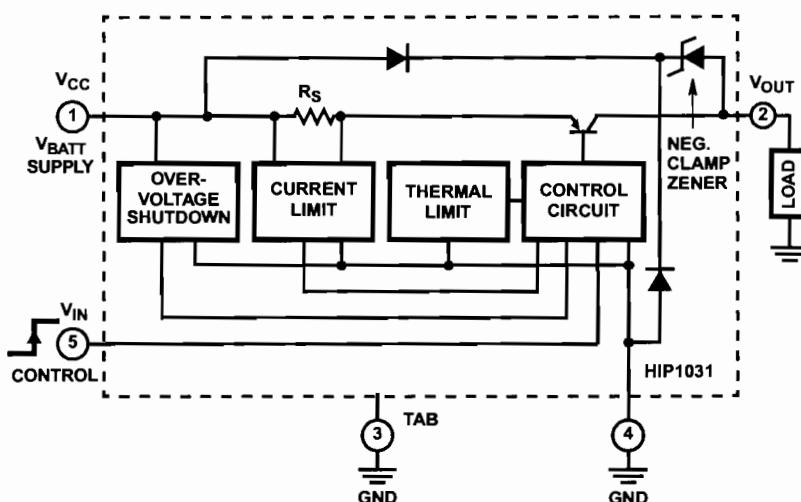 VCC
1
VBATT
SUPPLY
RS
VOUT
2
NEG.
CLAMP
ZENER
LOAD
OVER-
VOLTAGE
SHUTDOWN
CURRENT
LIMIT
THERMAL
LIMIT
CONTROL
CIRCUIT
VIN
5
CONTROL
HIP1031
3
TAB
GND
4
GND